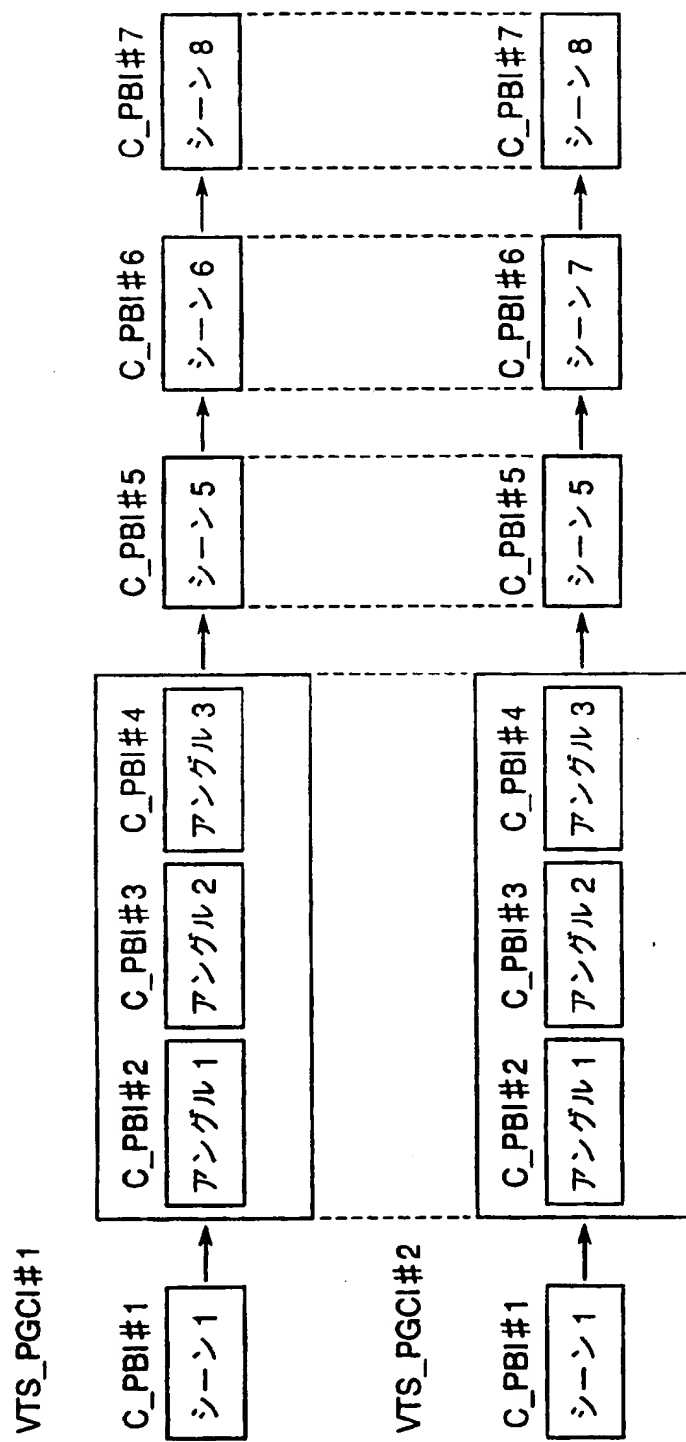 VTS_PGCI#1
C_PBI#1 C_PBI#2 C_PBI#3 C_PBI#4 C_PBI#5 C_PBI#6 C_PBI#7
シーン1 アングル1 アングル2 アングル3 シーン5 シーン6 シーン8
VTS_PGCI#2
C_PBI#1 C_PBI#2 C_PBI#3 C_PBI#4 C_PBI#5 C_PBI#6 C_PBI#7
シーン1 アングル1 アングル2 アングル3 シーン5 シーン7 シーン8